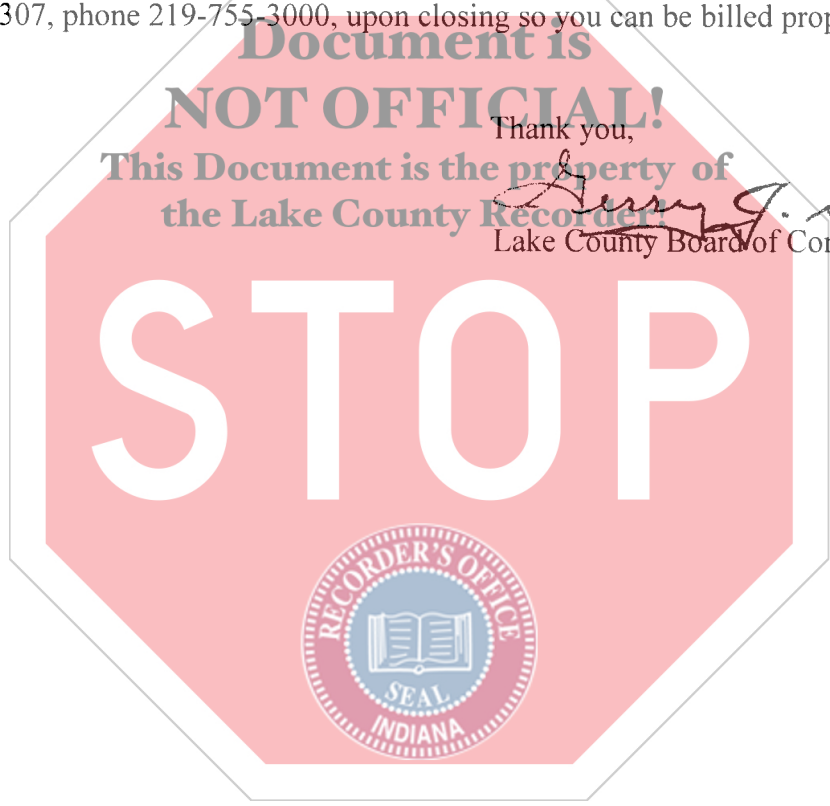 307, phone 219-755-3000, upon closing so you can be billed prop
Document is
NOT OFFICIAL!
Thank you,
This Document is the property of
the Lake County Recorder!
Gerry J.
Lake County Board of Con
STOP
RECORDER'S OFFICE
SEAL
INDIANA